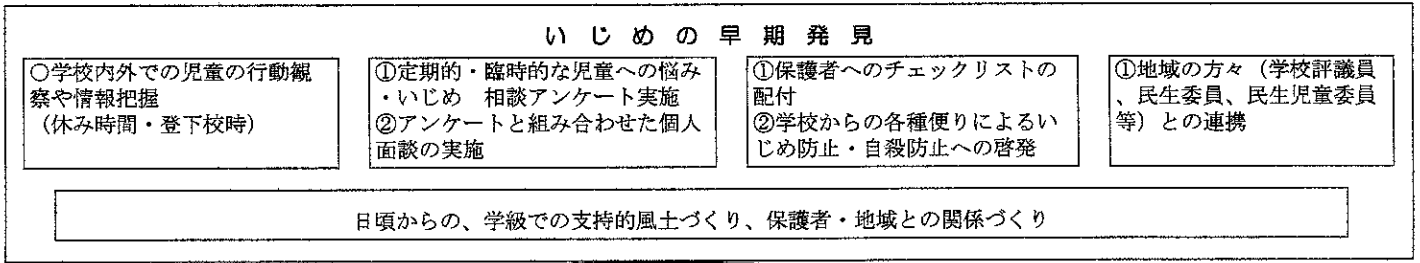 いじめの早期発見
○学校内外での児童の行動観
察や情報把握
(休み時間・登下校時)
①定期的・臨時的な児童への悩み
・いじめ　相談アンケート実施
②アンケートと組み合わせた個人
面談の実施
①保護者へのチェックリストの
配付
②学校からの各種便りによるい
じめ防止・自殺防止への啓発
①地域の方々（学校評議員
、民生委員、民生児童委員
等）との連携
日頃からの、学級での支持的風土づくり、保護者・地域との関係づくり